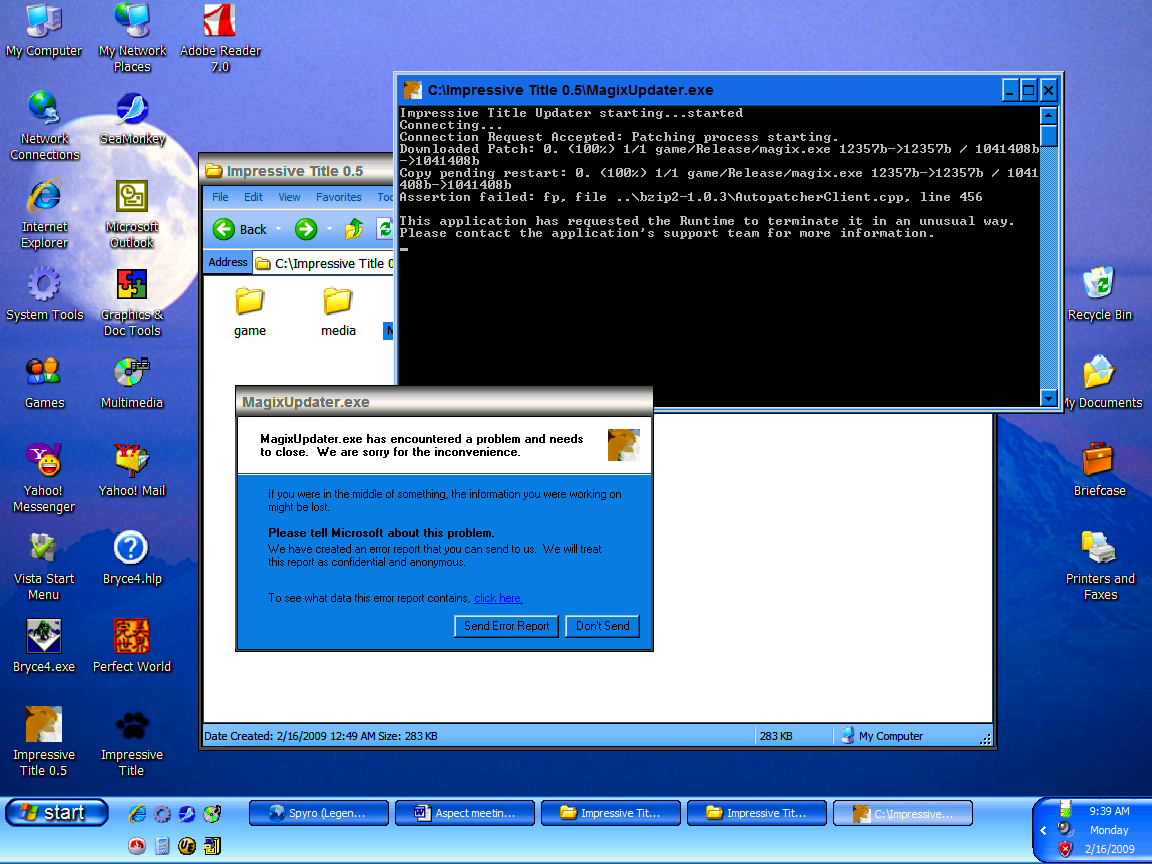 My Computer
My Network
Places
Adobe Reader
7.0
Network
Connections
SeaMonkey
Internet
Explorer
Microsoft
Outlook
System Tools
Graphics &
Doc Tools
Games
Multimedia
Yahoo!
Messenger
Yahoo! Mail
Vista Start
Menu
Bryce4.hlp
Bryce4.exe
Perfect World
Impressive
Title 0.5
Impressive
Title
Impressive Title 0.5
File Edit View Favorites Too
Back
Address C:\Impressive Title 0
game
media
C:\Impressive Title 0.5\MagixUpdater.exe
Impressive Title Updater starting...started
Connecting...
Connection Request Accepted: Patching process starting.
Downloaded Patch: 0. (100%) 1/1 game/Release/magix.exe 12357b->12357b / 1041408b
->1041408b
Copy pending restart: 0. (100%) 1/1 game/Release/magix.exe 12357b->12357b / 1041
408b->1041408b
Assertion failed: fp, file ..\bzip2-1.0.3\AutopatcherClient.cpp, line 456
This application has requested the Runtime to terminate it in an unusual way.
Please contact the application's support team for more information.
MagixUpdater.exe
MagixUpdater.exe has encountered a problem and needs
to close. We are sorry for the inconvenience.
If you were in the middle of something, the information you were working on
might be lost.
Please tell Microsoft about this problem.
We have created an error report that you can send to us. We will treat
this report as confidential and anonymous.
To see what data this error report contains, click here.
Send Error Report
Don't Send
Date Created: 2/16/2009 12:49 AM Size: 283 KB
283 KB
My Computer
Recycle Bin
My Documents
Briefcase
Printers and
Faxes
start
Spyro (Legen...
Aspect meetin...
Impressive Tit...
Impressive Tit...
C:\Impressive...
9:39 AM
Monday
2/16/2009